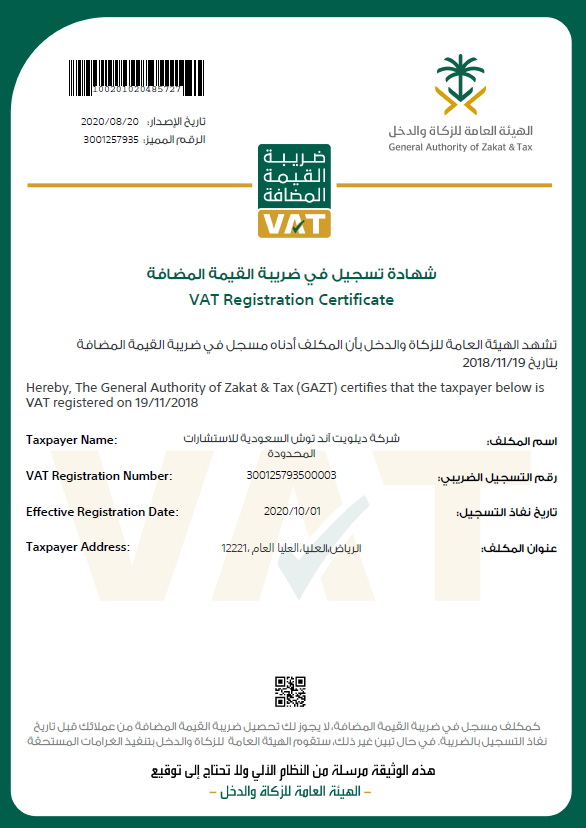 100201020485727
تاريخ الإصدار: 2020/08/20
الرقم المميز: 3001257935
الهيئة العامة للزكاة والدخل
General Authority of Zakat & Tax
ضريبة
القيمة
المضافة
VAT
شهادة تسجيل في ضريبة القيمة المضافة
VAT Registration Certificate
تشهد الهيئة العامة للزكاة والدخل بأن المكلف أدناه مسجل في ضريبة القيمة المضافة
بتاريخ 2018/11/19
Hereby, The General Authority of Zakat & Tax (GAZT) certifies that the taxpayer below is
VAT registered on 19/11/2018
Taxpayer Name: شركة ديلويت آند توش السعودية للاستشارات المحدودة اسم المكلف:
VAT Registration Number: 300125793500003 رقم التسجيل الضريبي:
Effective Registration Date: 2020/10/01 تاريخ نفاذ التسجيل:
Taxpayer Address: الرياض،العليا،العليا العام ،12221 عنوان المكلف:
VAT
كمكلف مسجل في ضريبة القيمة المضافة، لا يجوز لك تحصيل ضريبة القيمة المضافة من عملائك قبل تاريخ
نفاذ التسجيل بالضريبة. في حال تبين غير ذلك، ستقوم الهيئة العامة للزكاة والدخل بتنفيذ الغرامات المستحقة
هذه الوثيقة مرسلة من النظام الآلي ولا تحتاج إلى توقيع
– الهيئة العامة للزكاة والدخل –